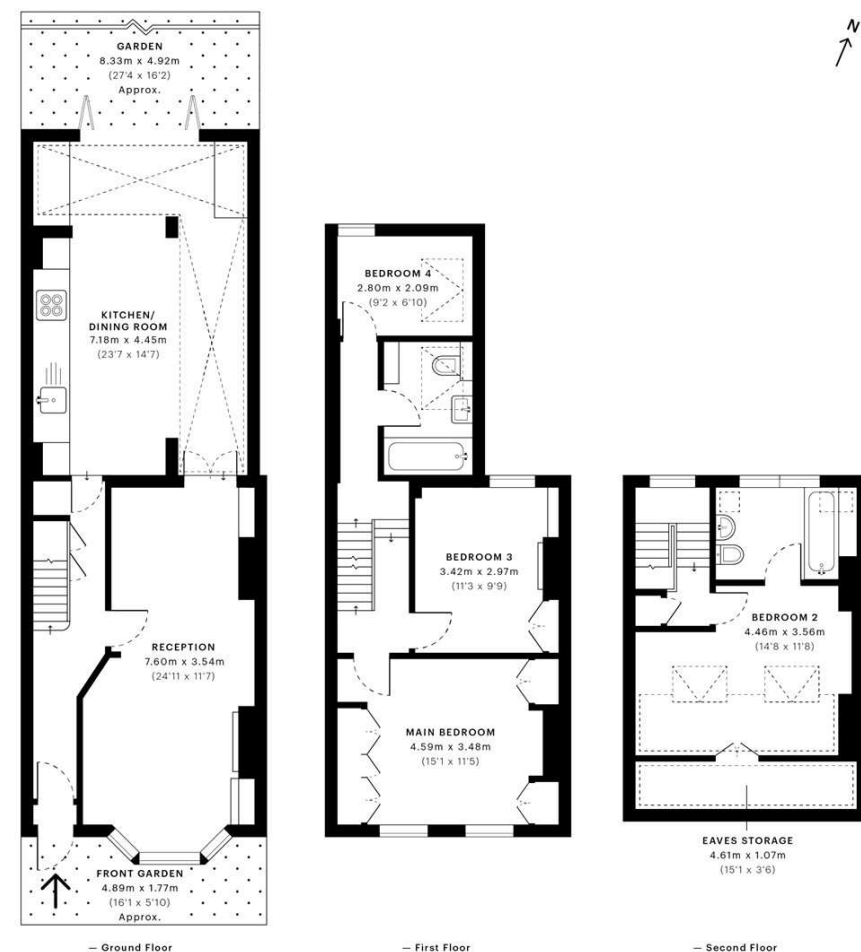 N
GARDEN
8.33m x 4.92m
(27'4 x 16'2)
Approx.
KITCHEN/
DINING ROOM
7.18m x 4.45m
(23'7 x 14'7)
RECEPTION
7.60m x 3.54m
(24'11 x 11'7)
FRONT GARDEN
4.89m x 1.77m
(16'1 x 5'10)
Approx.
— Ground Floor
BEDROOM 4
2.80m x 2.09m
(9'2 x 6'10)
BEDROOM 3
3.42m x 2.97m
(11'3 x 9'9)
MAIN BEDROOM
4.59m x 3.48m
(15'1 x 11'5)
— First Floor
BEDROOM 2
4.46m x 3.56m
(14'8 x 11'8)
EAVES STORAGE
4.61m x 1.07m
(15'1 x 3'6)
— Second Floor